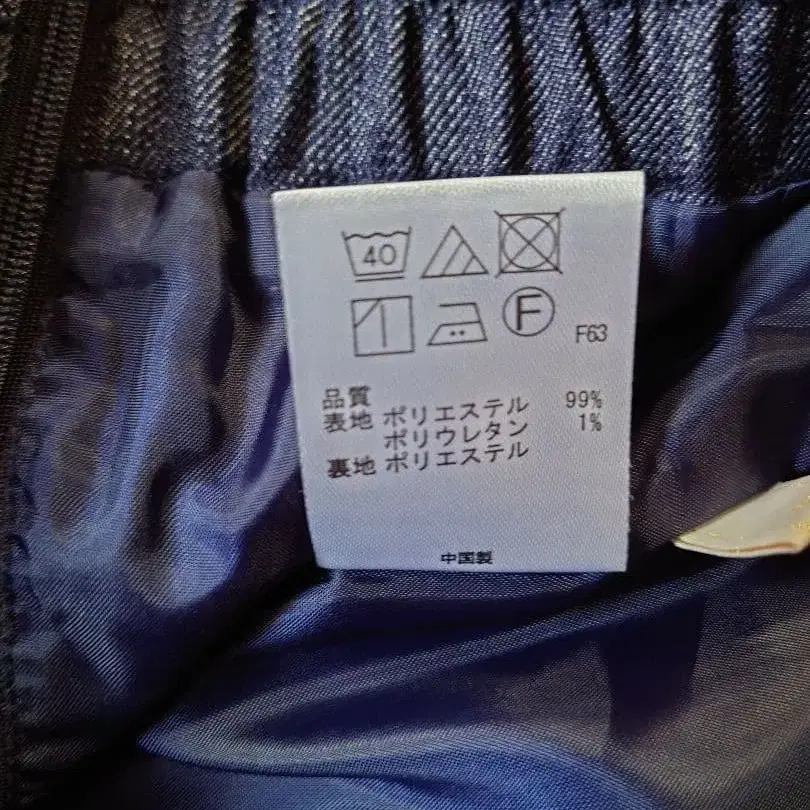 40
F
F63
品質
表地 ポリエステル 99%
ポリウレタン 1%
裏地 ポリエステル
中国製